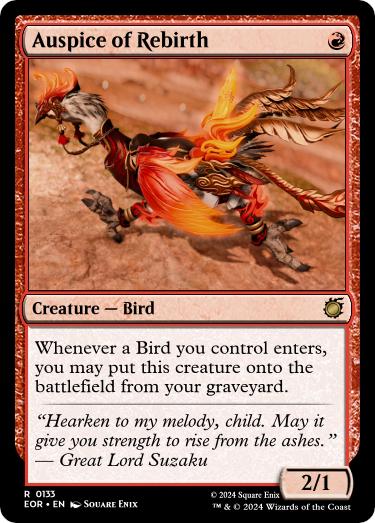 Auspice of Rebirth
Creature — Bird
Whenever a Bird you control enters,
you may put this creature onto the
battlefield from your graveyard.
“Hearken to my melody, child. May it
give you strength to rise from the ashes.”
— Great Lord Suzaku
2/1
R 0133
EOR • EN SQUARE ENIX
© 2024 Square Enix
™ & © 2024 Wizards of the Coast